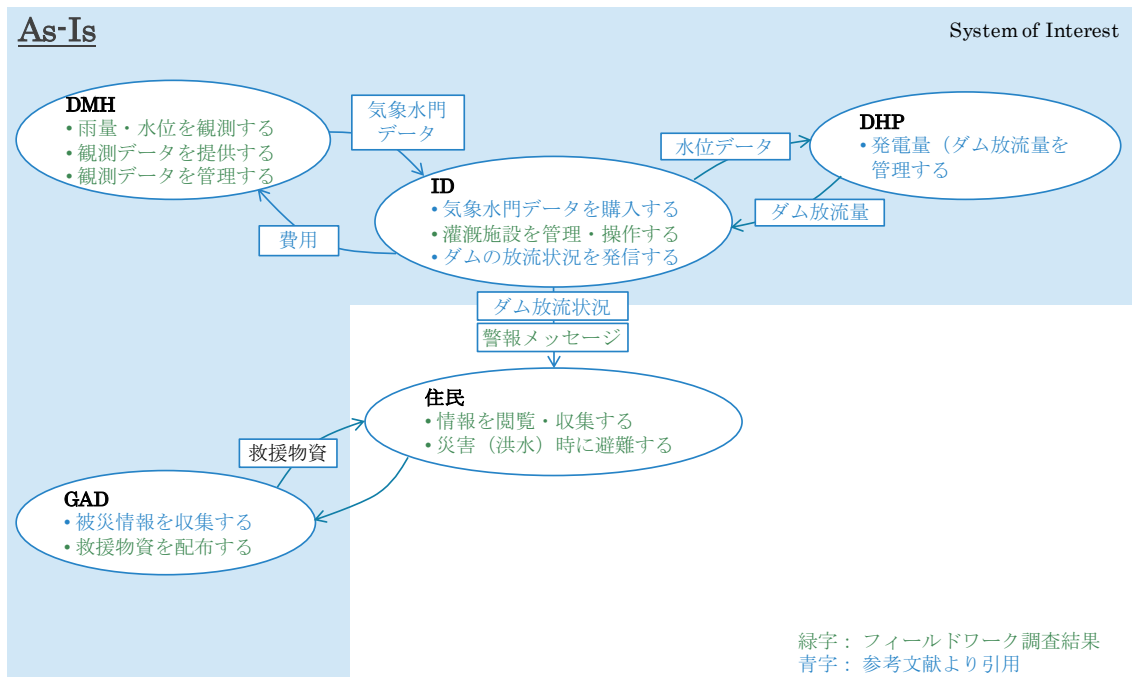 As-Is
System of Interest
DMH
• 雨量・水位を観測する
• 観測データを提供する
• 観測データを管理する
気象水門
データ
水位データ
DHP
• 発電量（ダム放流量を
管理する
ID
• 気象水門データを購入する
• 灌漑施設を管理・操作する
• ダムの放流状況を発信する
ダム放流量
費用
ダム放流状況
警報メッセージ
住民
• 情報を閲覧・収集する
• 災害（洪水）時に避難する
救援物資
GAD
• 被災情報を収集する
• 救援物資を配布する
緑字： フィールドワーク調査結果
青字： 参考文献より引用